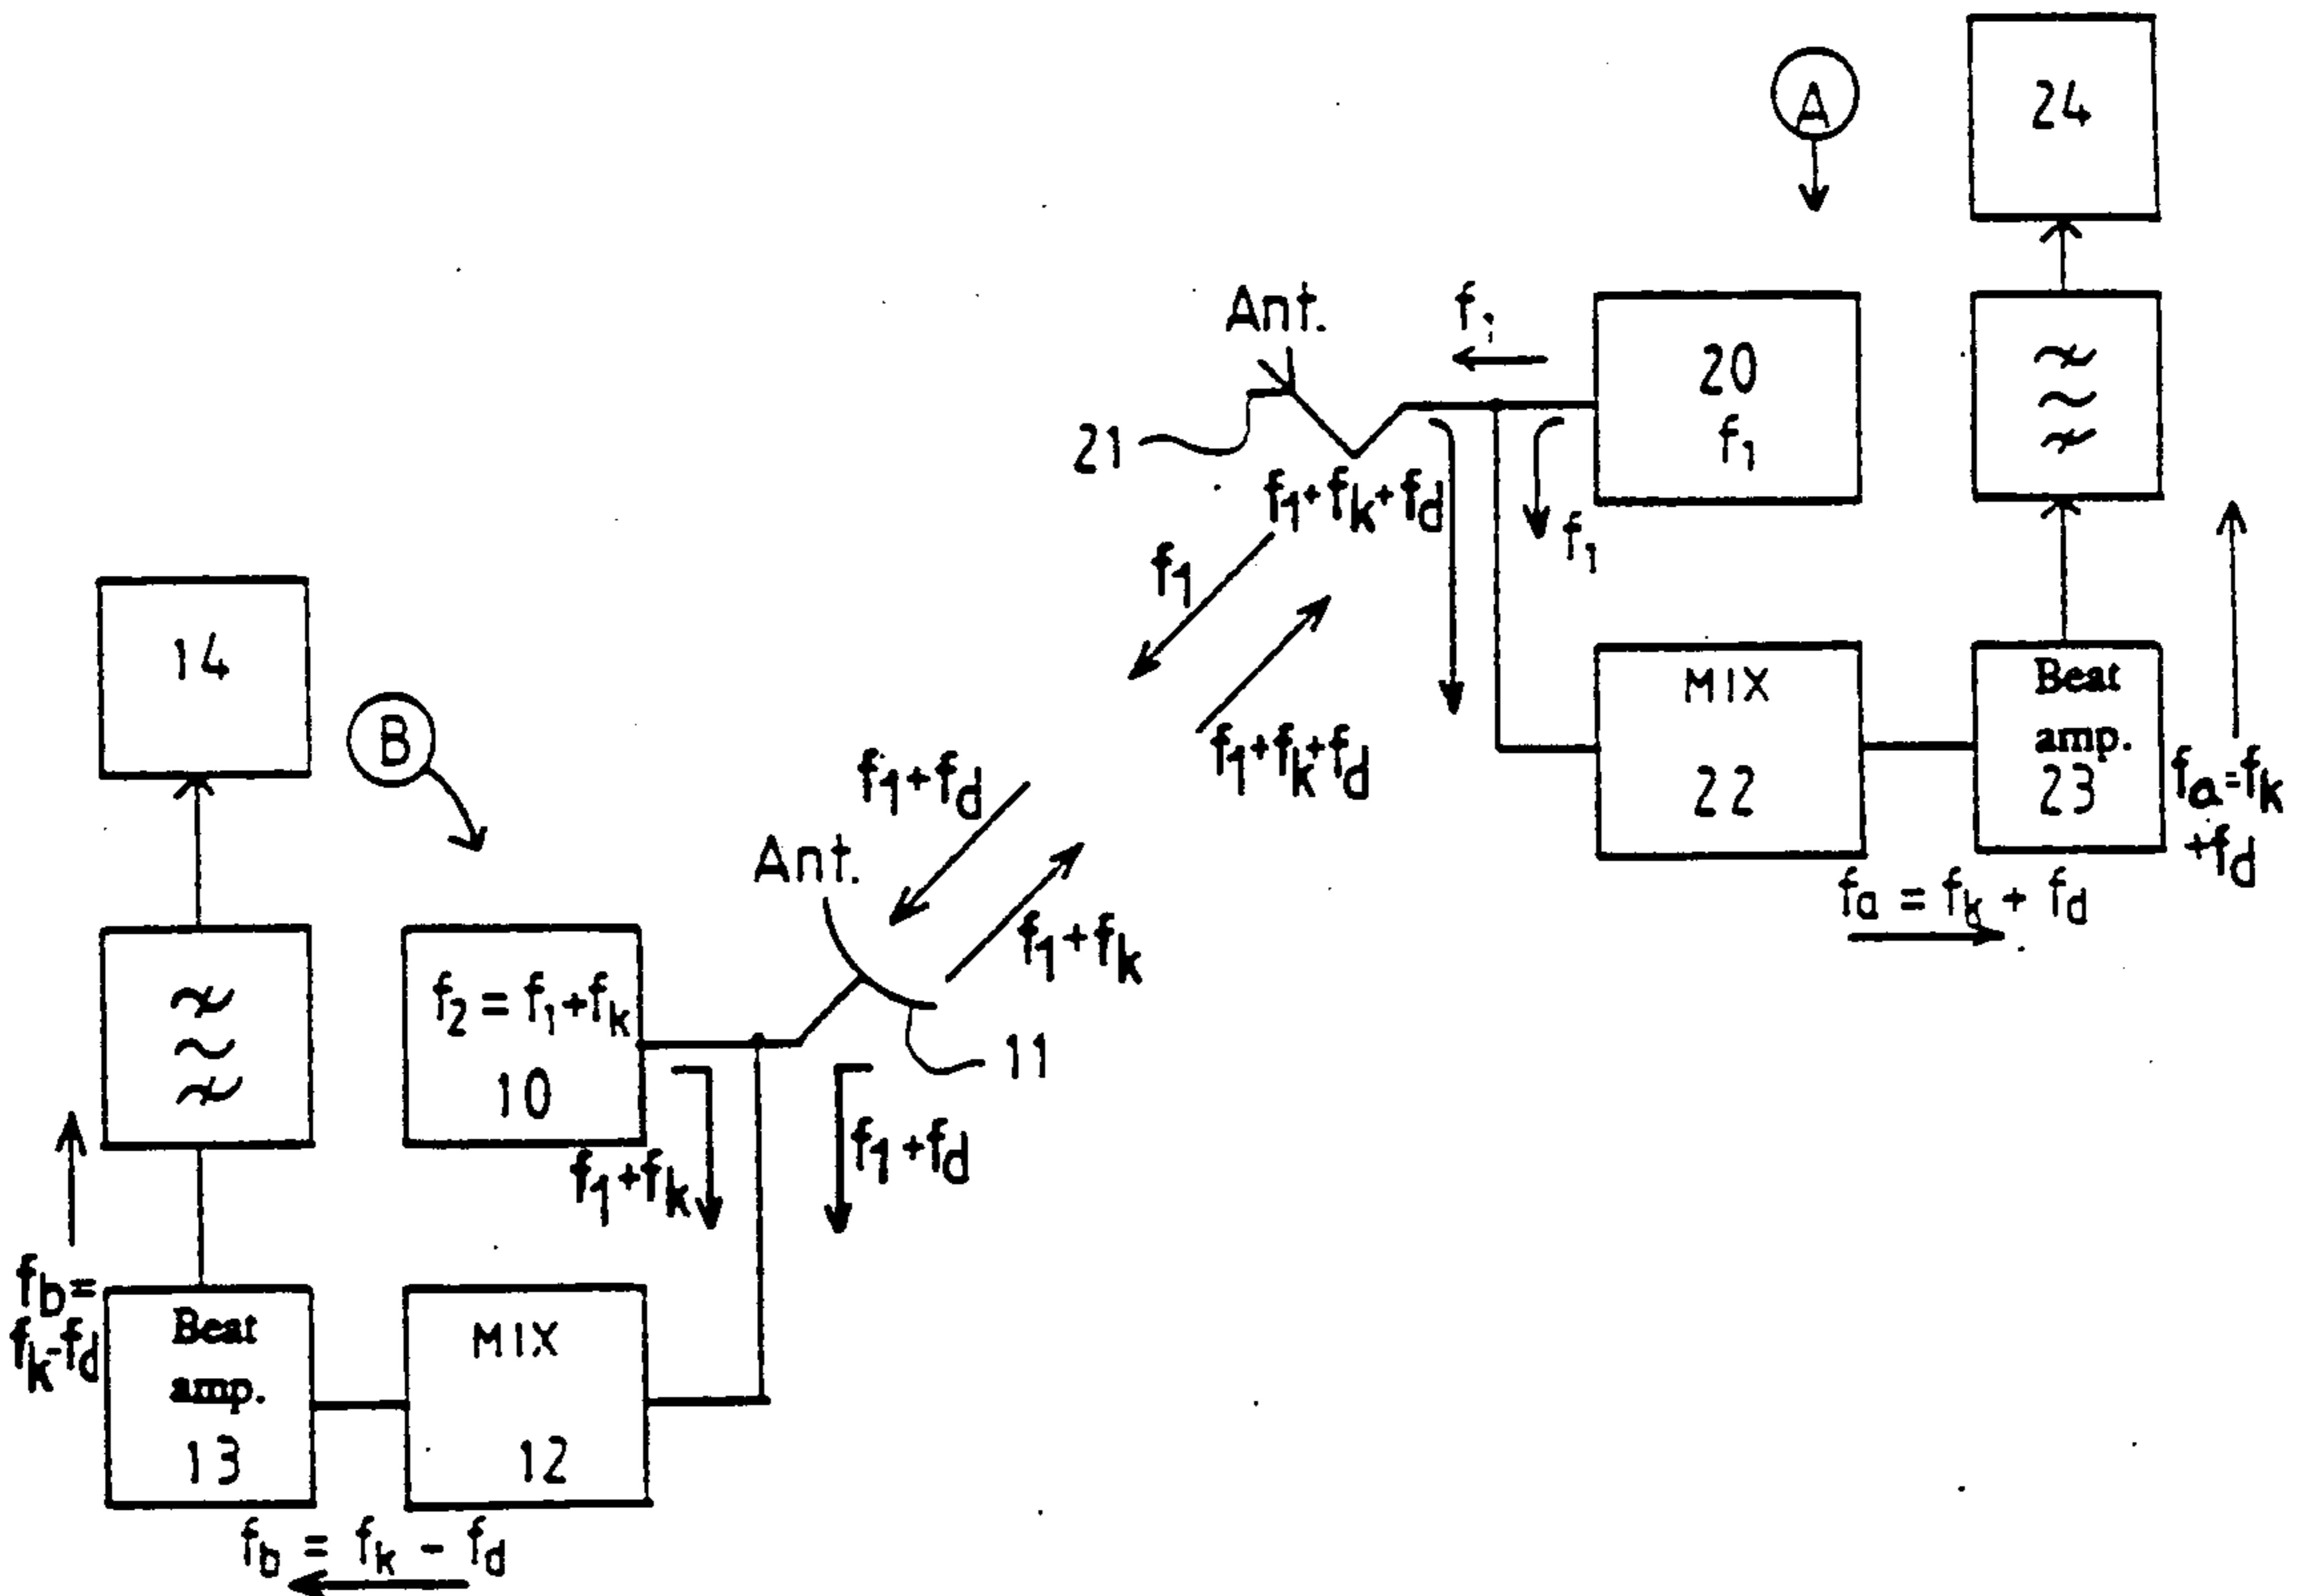 A
24
Ant.
f1
20
f1
21
f1+fk+fd
f1
f1
f1+fk+fd
MIX
22
Beat
amp.
23
fa=fk
+fd
fa = fk + fd
14
B
f1+fd
Ant.
f1+fk
f2 = f1+fk
10
11
f1+fk
f1+fd
fb=
fk-fd
Beat
amp.
13
MIX
12
fb = fk - fd